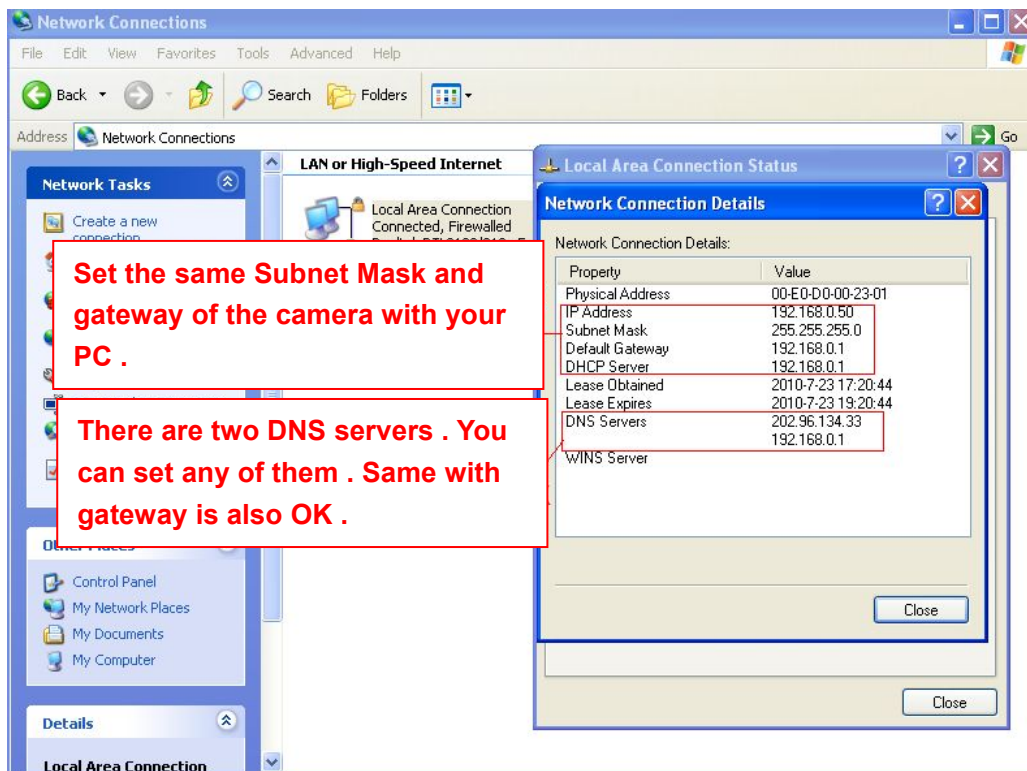 Network Connections
File Edit View Favorites Tools Advanced Help
Back Search Folders
Address Network Connections Go
Network Tasks
Create a new
connection
LAN or High-Speed Internet
Local Area Connection
Connected, Firewalled
Set the same Subnet Mask and
gateway of the camera with your
PC .
There are two DNS servers . You
can set any of them . Same with
gateway is also OK .
Other Places
Control Panel
My Network Places
My Documents
My Computer
Details
Local Area Connection
Local Area Connection Status
Network Connection Details
Network Connection Details:
Property Value
Physical Address 00-E0-D0-00-23-01
IP Address 192.168.0.50
Subnet Mask 255.255.255.0
Default Gateway 192.168.0.1
DHCP Server 192.168.0.1
Lease Obtained 2010-7-23 17:20:44
Lease Expires 2010-7-23 19:20:44
DNS Servers 202.96.134.33
192.168.0.1
WINS Server
Close
Close